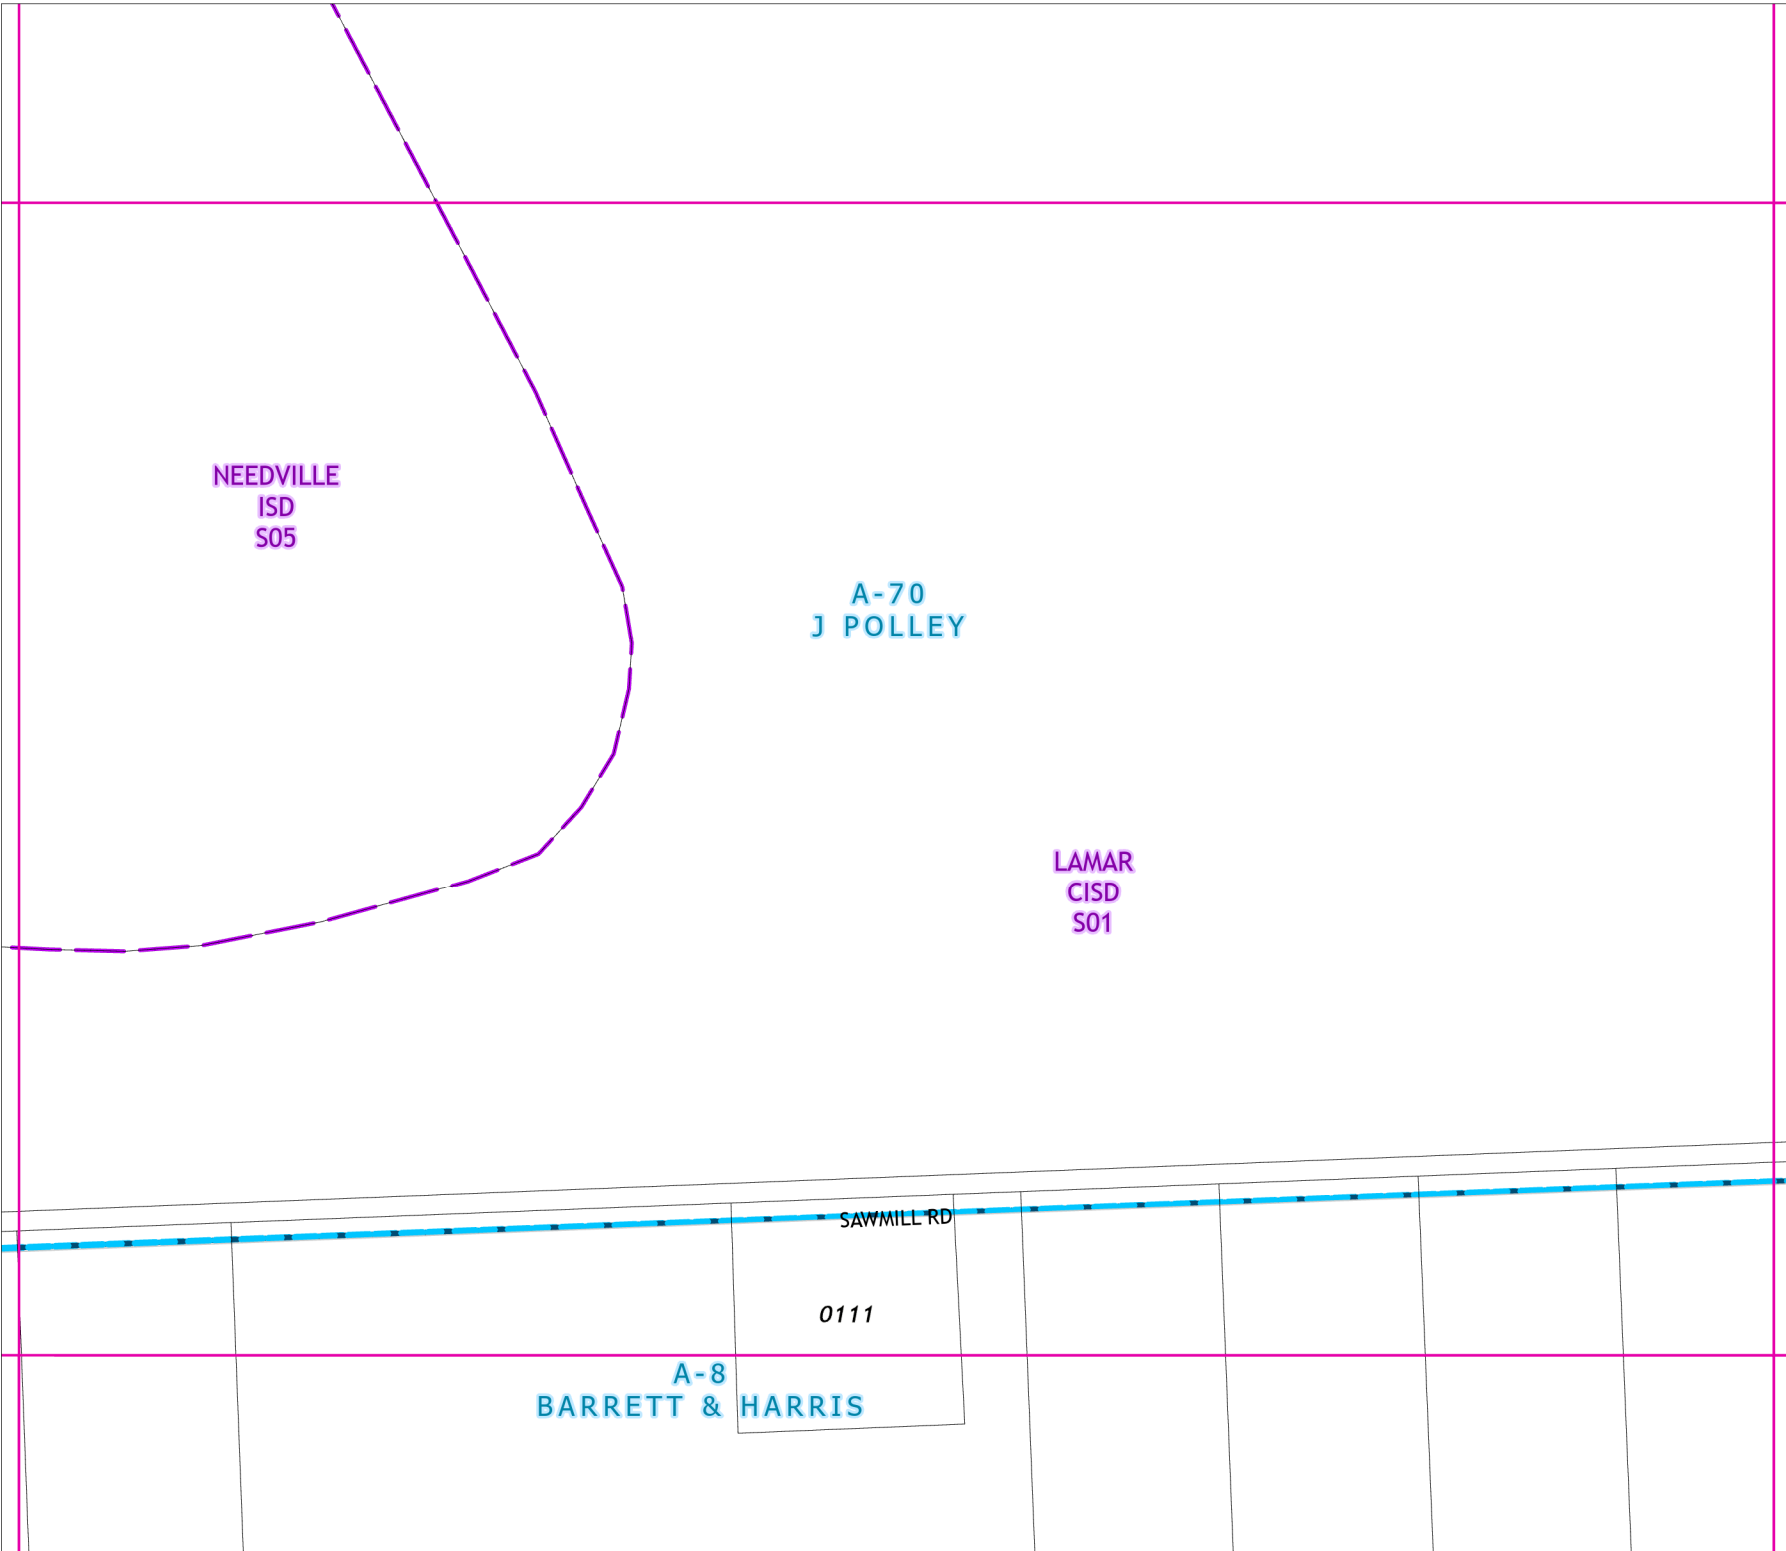 NEEDVILLE
ISD
S05
A-70
J POLLEY
LAMAR
CISD
S01
SAWMILL RD
0111
A-8
BARRETT & HARRIS